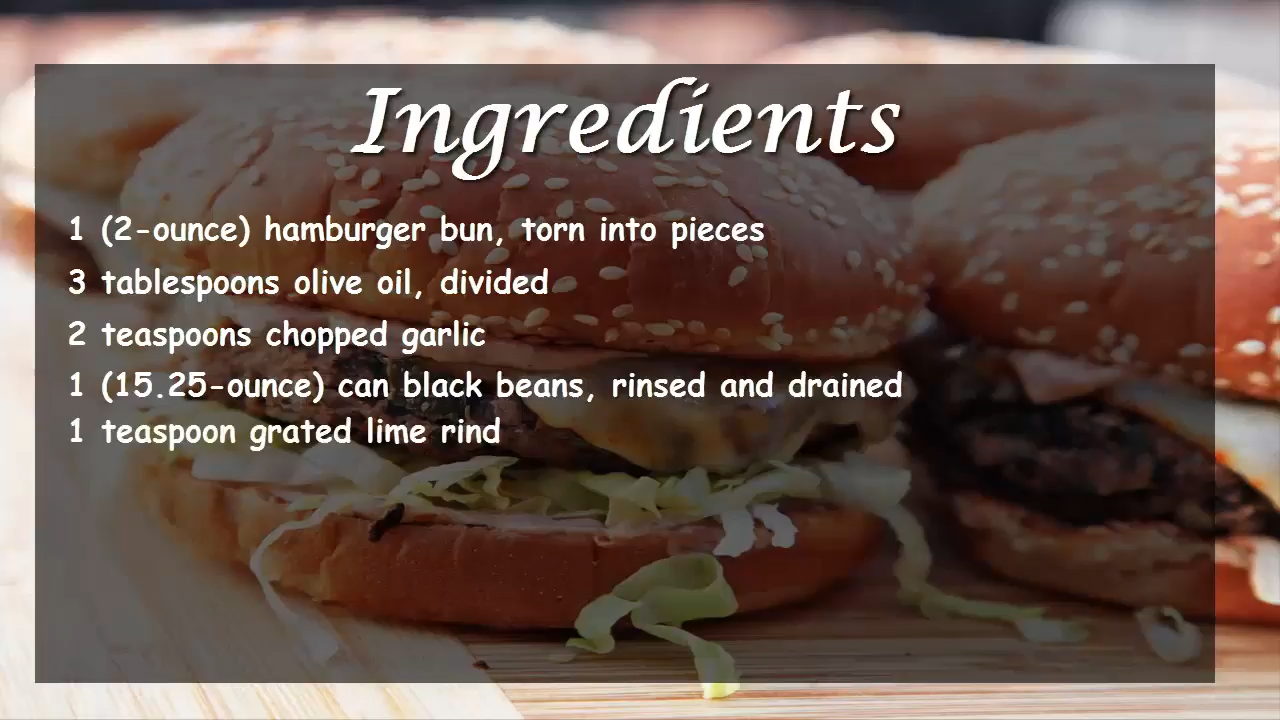 Ingredients
1 (2-ounce) hamburger bun, torn into pieces
3 tablespoons olive oil, divided
2 teaspoons chopped garlic
1 (15.25-ounce) can black beans, rinsed and drained
1 teaspoon grated lime rind